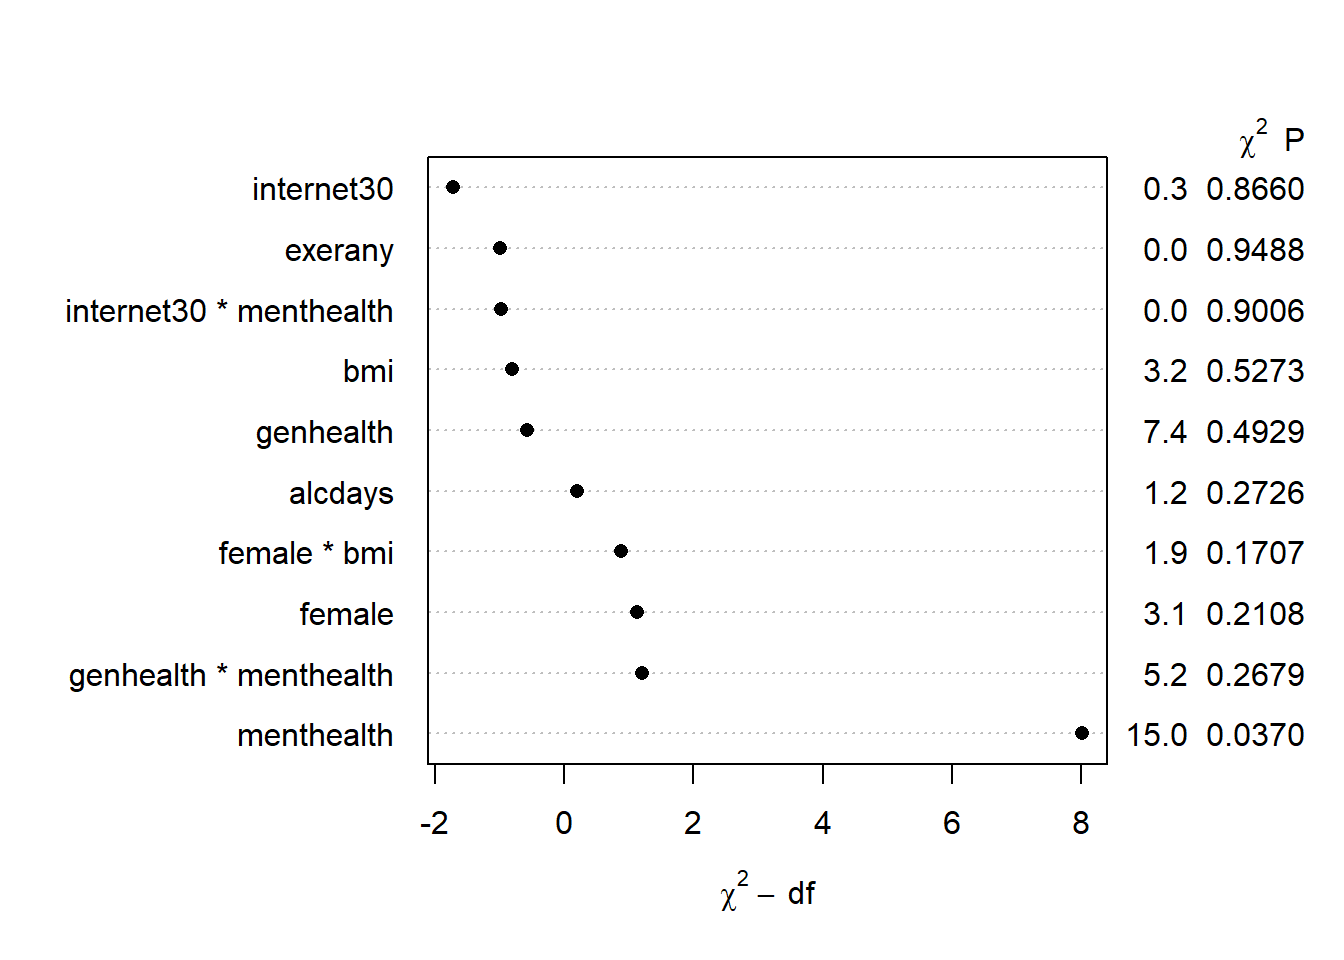 χ² P
internet30 0.3 0.8660
exerany 0.0 0.9488
internet30 * menthealth 0.0 0.9006
bmi 3.2 0.5273
genhealth 7.4 0.4929
alcdays 1.2 0.2726
female * bmi 1.9 0.1707
female 3.1 0.2108
genhealth * menthealth 5.2 0.2679
menthealth 15.0 0.0370
-2 0 2 4 6 8
χ² − df